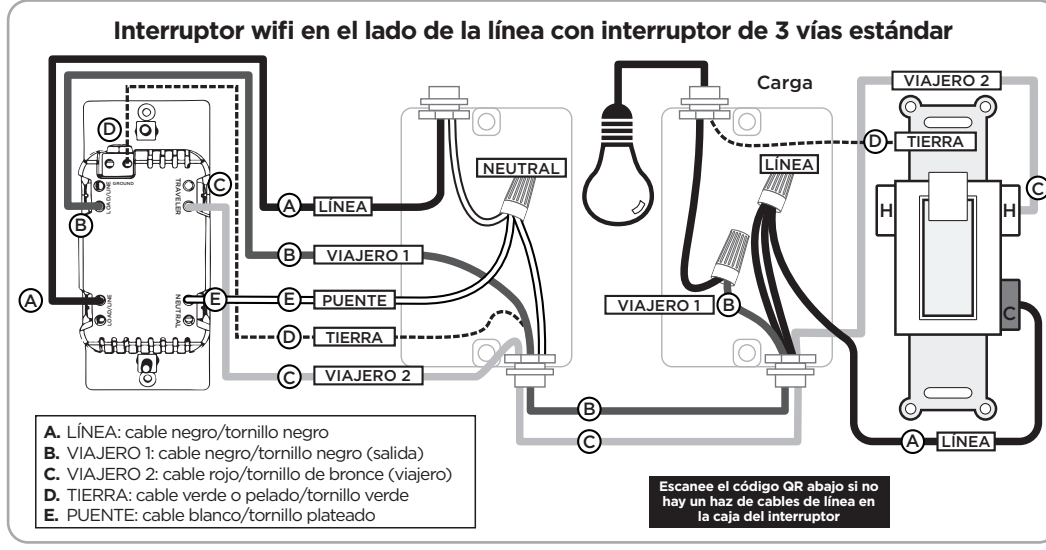 Interruptor wifi en el lado de la línea con interruptor de 3 vías estándar
D
GROUND
LOAD/LINE
TRAVELER
C
B
A
LOAD/LINE
NEUTRAL
E
A LÍNEA
B VIAJERO 1
E PUENTE
D TIERRA
C VIAJERO 2
NEUTRAL
Carga
LÍNEA
VIAJERO 1
B
B
C
VIAJERO 2
D TIERRA
C
H
H
C
A LÍNEA
A. LÍNEA: cable negro/tornillo negro
B. VIAJERO 1: cable negro/tornillo negro (salida)
C. VIAJERO 2: cable rojo/tornillo de bronce (viajero)
D. TIERRA: cable verde o pelado/tornillo verde
E. PUENTE: cable blanco/tornillo plateado
Escanee el código QR abajo si no
hay un haz de cables de línea en
la caja del interruptor